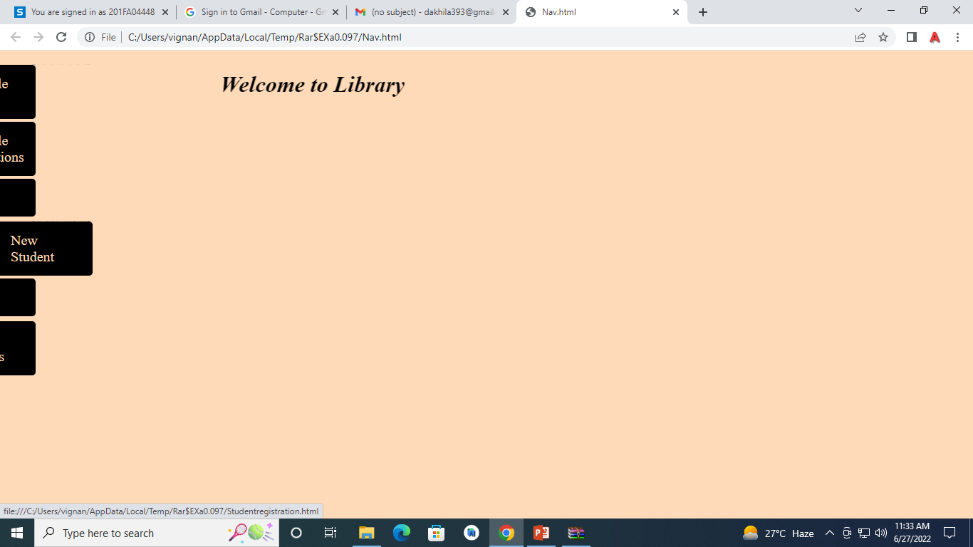 You are signed in as 201FA04448
Sign in to Gmail - Computer - G
(no subject) - dakhila393@gmail.
Nav.html
File
C:/Users/vignan/AppData/Local/Temp/Rar$EXa0.097/Nav.html
Welcome to Library
le
le
ions
New
Student
s
file:///C:/Users/vignan/AppData/Local/Temp/Rar$EXa0.097/Studentregistration.html
Type here to search
27°C Haze
11:33 AM
6/27/2022